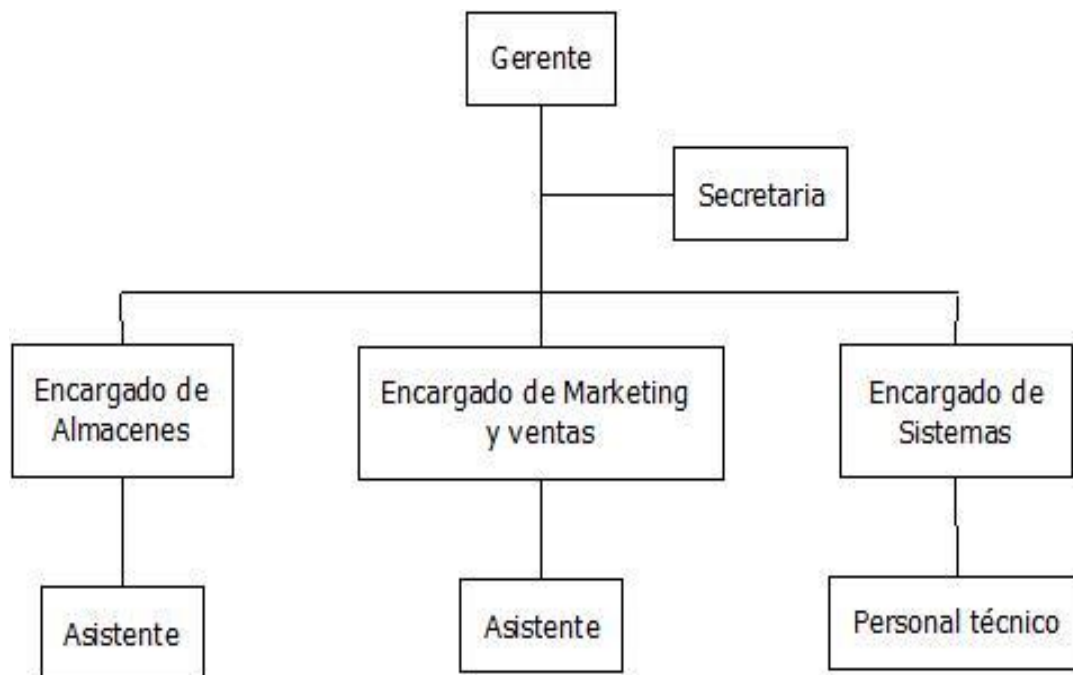 Gerente
Secretaria
Encargado de
Almacenes
Encargado de Marketing
y ventas
Encargado de
Sistemas
Asistente
Asistente
Personal técnico